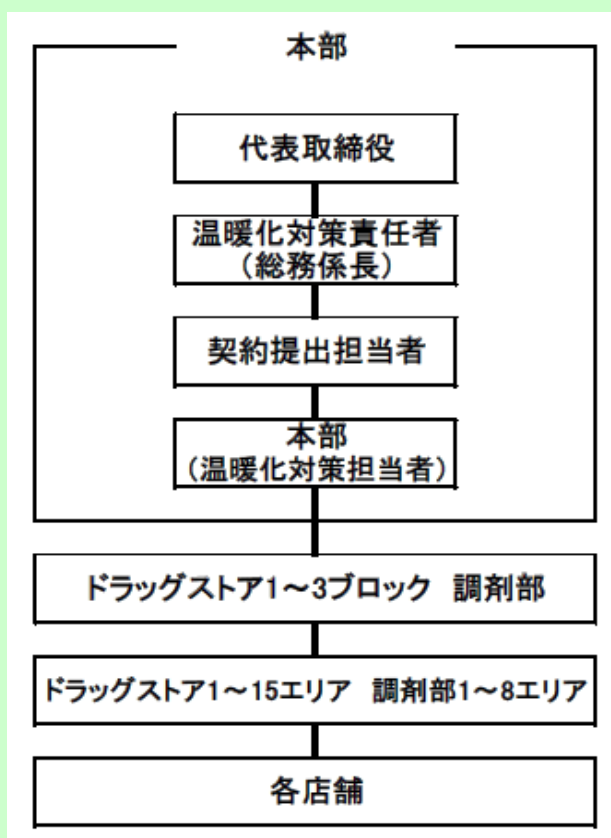 本部
代表取締役
温暖化対策責任者
（総務係長）
契約提出担当者
本部
（温暖化対策担当者）
ドラッグストア1～3ブロック　調剤部
ドラッグストア1～15エリア　調剤部1～8エリア
各店舗